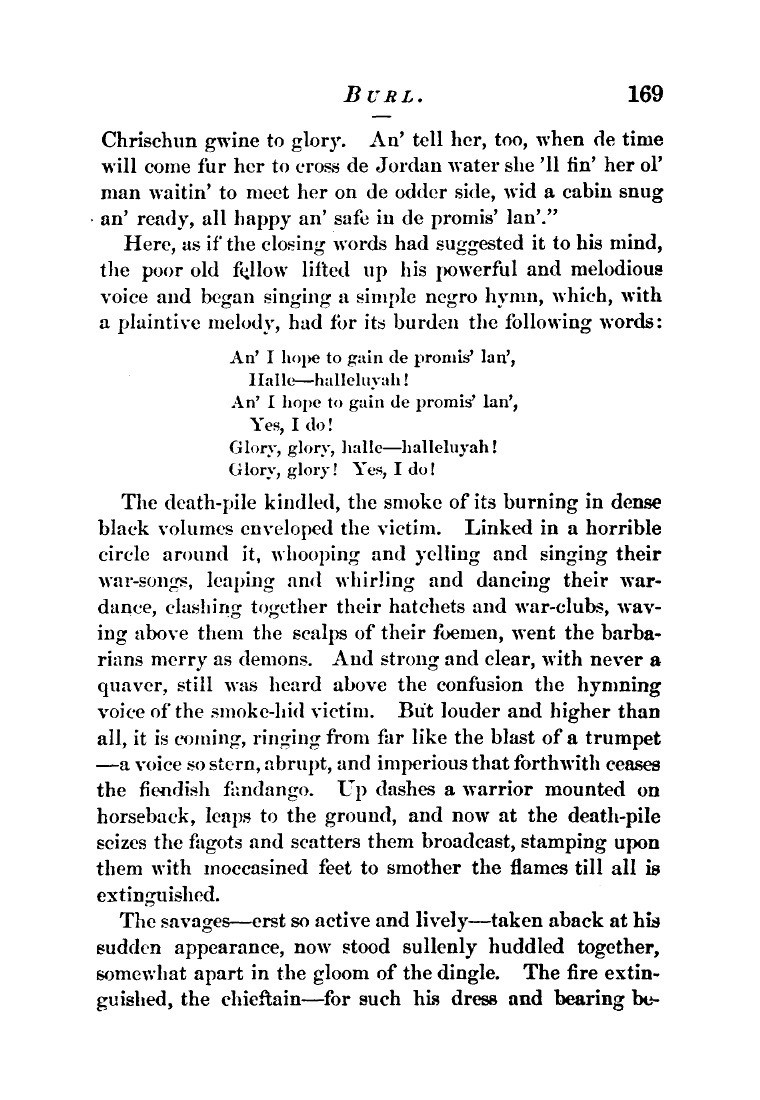 BURL. 169
Chrischun gwine to glory. An' tell her, too, when de time
will come fur her to cross de Jordan water she 'll fin' her ol'
man waitin' to meet her on de odder side, wid a cabin snug
an' ready, all happy an' safe in de promis' lan'.”
Here, as if the closing words had suggested it to his mind,
the poor old fellow lifted up his powerful and melodious
voice and began singing a simple negro hymn, which, with
a plaintive melody, had for its burden the following words:
An' I hope to gain de promis' lan',
Halle—halleluyah!
An' I hope to gain de promis' lan',
Yes, I do!
Glory, glory, halle—halleluyah!
Glory, glory! Yes, I do!
The death-pile kindled, the smoke of its burning in dense
black volumes enveloped the victim. Linked in a horrible
circle around it, whooping and yelling and singing their
war-songs, leaping and whirling and dancing their war-
dance, clashing together their hatchets and war-clubs, wav-
ing above them the scalps of their foemen, went the barba-
rians merry as demons. And strong and clear, with never a
quaver, still was heard above the confusion the hymning
voice of the smoke-hid victim. But louder and higher than
all, it is coming, ringing from far like the blast of a trumpet
—a voice so stern, abrupt, and imperious that forthwith ceases
the fiendish fandango. Up dashes a warrior mounted on
horseback, leaps to the ground, and now at the death-pile
seizes the fagots and scatters them broadcast, stamping upon
them with moccasined feet to smother the flames till all is
extinguished.
The savages—erst so active and lively—taken aback at his
sudden appearance, now stood sullenly huddled together,
somewhat apart in the gloom of the dingle. The fire extin-
guished, the chieftain—for such his dress and bearing be-